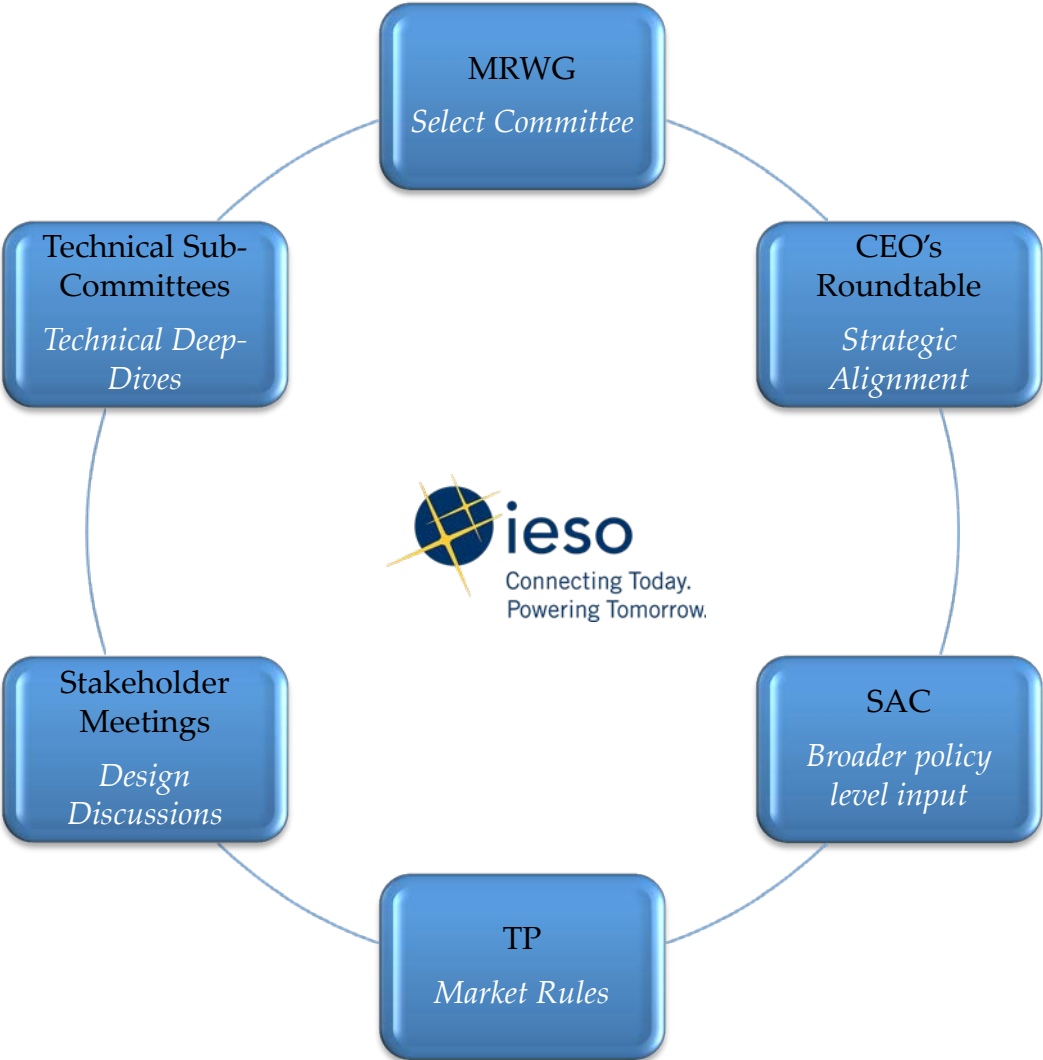 MRWG
Select Committee
CEO's
Roundtable
Strategic
Alignment
SAC
Broader policy
level input
TP
Market Rules
Stakeholder
Meetings
Design
Discussions
Technical Sub-
Committees
Technical Deep-
Dives
ieso
Connecting Today.
Powering Tomorrow.